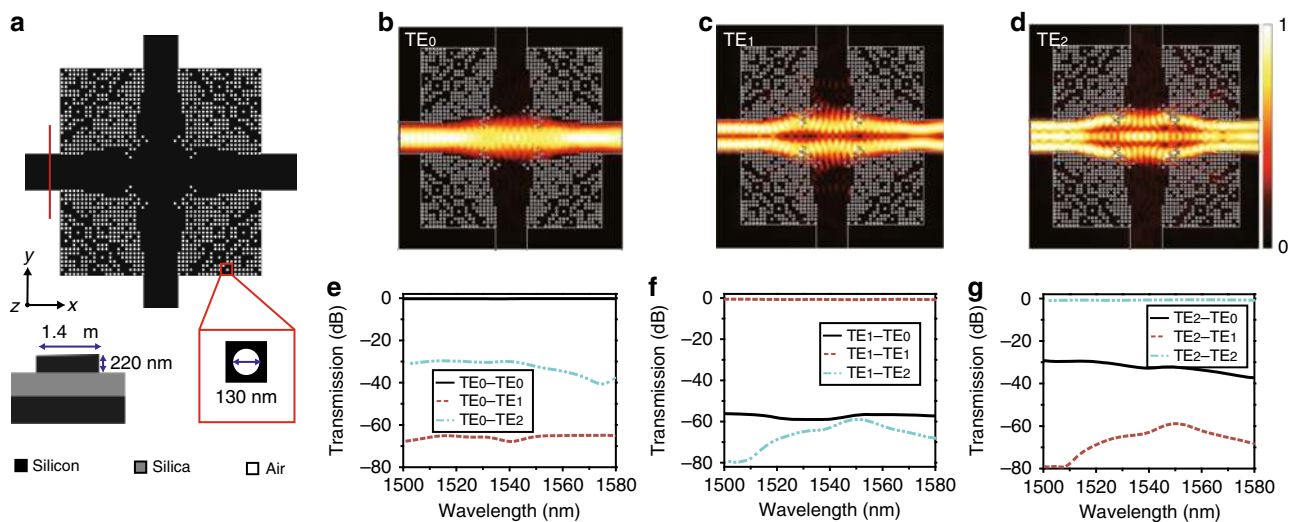 a
y
z
x
1.4 m
220 nm
130 nm
Silicon
Silica
Air
b
TE0
c
TE1
d
TE2
1
0
e
Transmission (dB)
0
−20
−40
−60
−80
TE0–TE0
TE0–TE1
TE0–TE2
1500 1520 1540 1560 1580
Wavelength (nm)
f
Transmission (dB)
0
−20
−40
−60
−80
TE1–TE0
TE1–TE1
TE1–TE2
1500 1520 1540 1560 1580
Wavelength (nm)
g
Transmission (dB)
0
−20
−40
−60
−80
TE2–TE0
TE2–TE1
TE2–TE2
1500 1520 1540 1560 1580
Wavelength (nm)